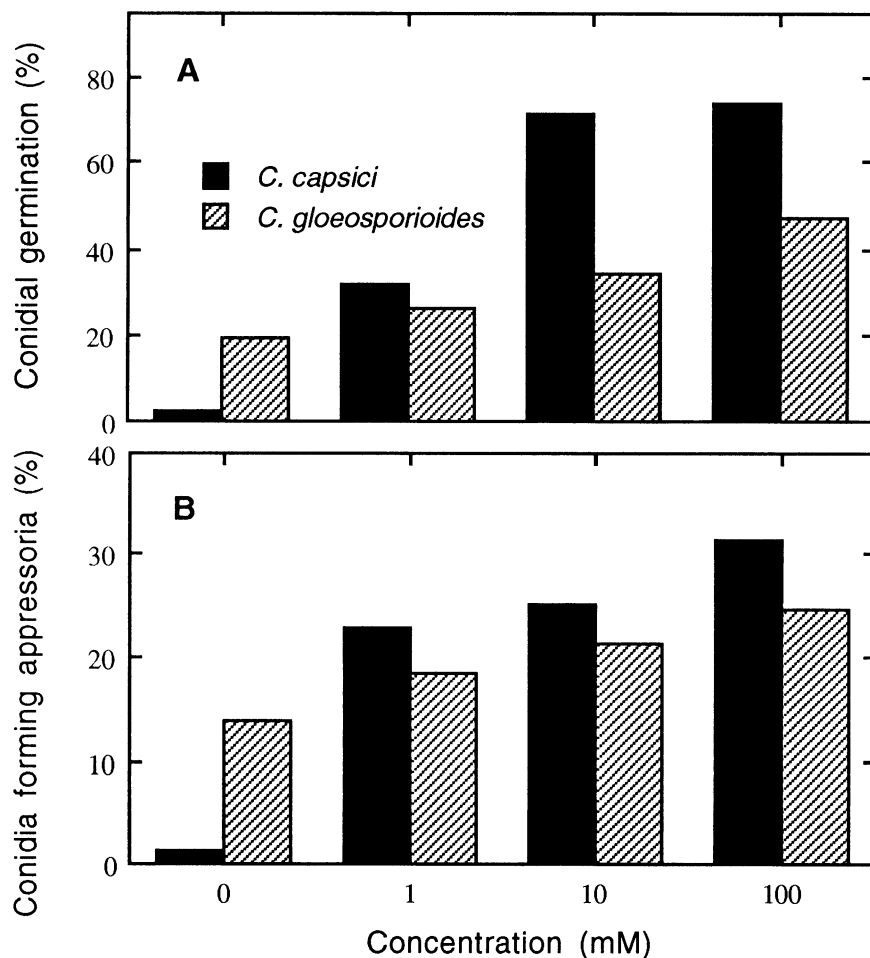 Conidial germination (%)
A
80
60
40
20
0
C. capsici
C. gloeosporioides
Conidia forming appressoria (%)
B
40
30
20
10
0
0 1 10 100
Concentration (mM)